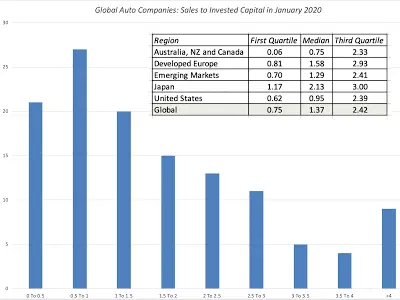 Global Auto Companies: Sales to Invested Capital in January 2020
Region First Quartile Median Third Quartile
Australia, NZ and Canada 0.06 0.75 2.33
Developed Europe 0.81 1.58 2.93
Emerging Markets 0.70 1.29 2.41
Japan 1.17 2.13 3.00
United States 0.62 0.95 2.39
Global 0.75 1.37 2.42
30
25
20
15
10
5
0
0 To 0.5 0.5 To 1 1 To 1.5 1.5 To 2 2 To 2.5 2.5 To 3 3 To 3.5 3.5 To 4 >4